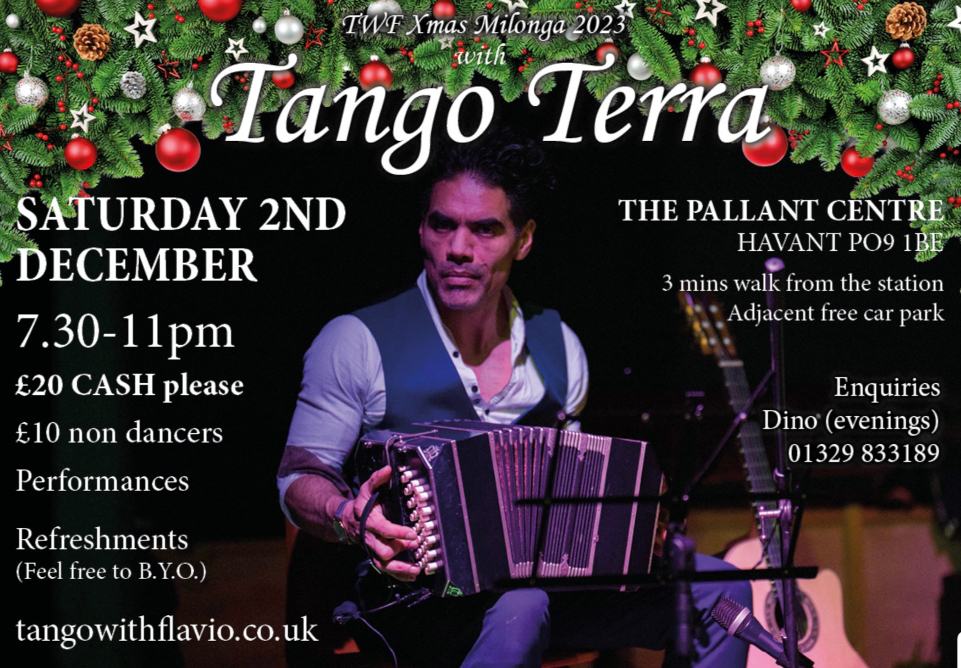 TWF Xmas Milonga 2023
with
Tango Terra
SATURDAY 2ND
DECEMBER
7.30-11pm
£20 CASH please
£10 non dancers
Performances
Refreshments
(Feel free to B.Y.O.)
tangowithflavio.co.uk
THE PALLANT CENTRE
HAVANT PO9 1BE
3 mins walk from the station
Adjacent free car park
Enquiries
Dino (evenings)
01329 833189